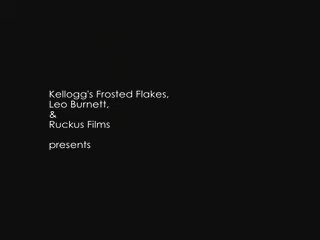 Kellogg's Frosted Flakes,
Leo Burnett,
&
Ruckus Films
presents